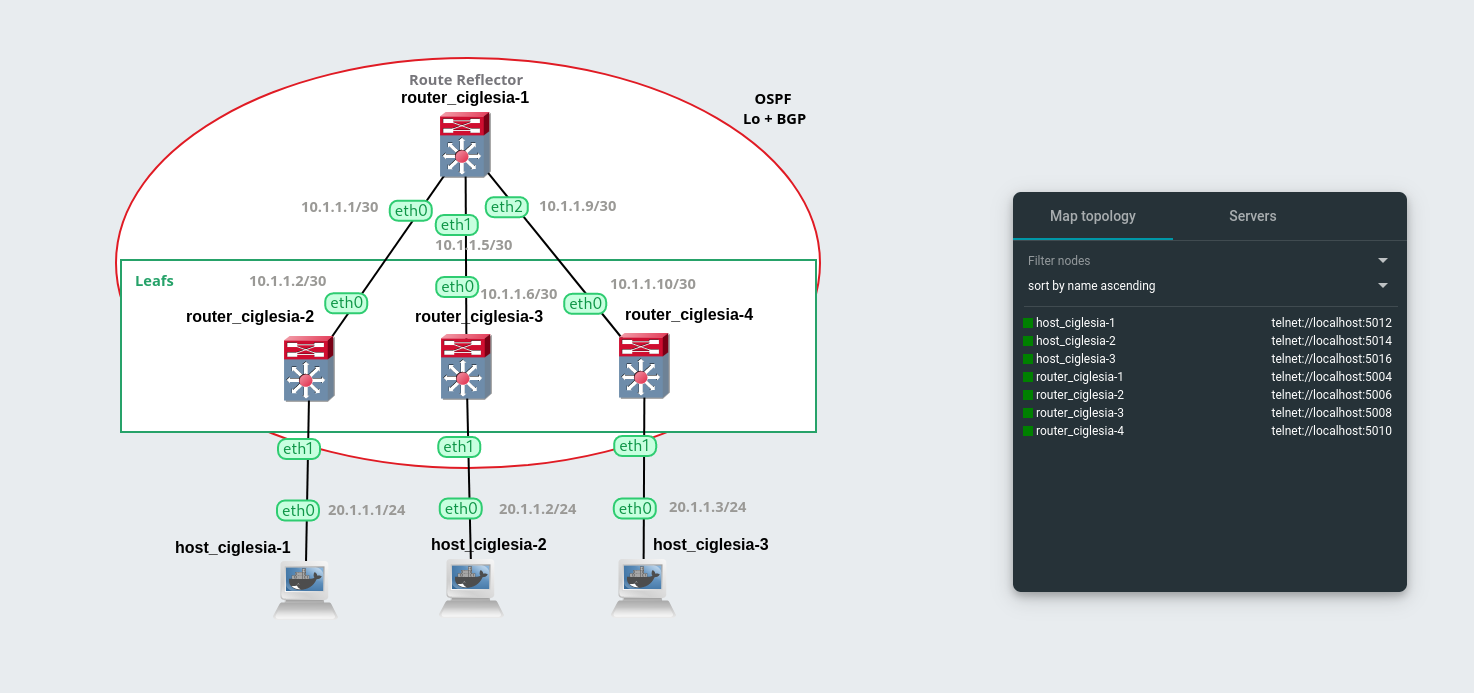 Route Reflector
router_ciglesia-1
OSPF
Lo + BGP
10.1.1.1/30
eth0
eth2
10.1.1.9/30
eth1
10.1.1.5/30
Leafs
10.1.1.2/30
eth0
eth0
10.1.1.6/30
10.1.1.10/30
eth0
router_ciglesia-2
router_ciglesia-3
router_ciglesia-4
eth1
eth1
eth1
eth0
20.1.1.1/24
eth0
20.1.1.2/24
eth0
20.1.1.3/24
host_ciglesia-1
host_ciglesia-2
host_ciglesia-3
Map topology
Servers
Filter nodes
sort by name ascending
host_ciglesia-1 telnet://localhost:5012
host_ciglesia-2 telnet://localhost:5014
host_ciglesia-3 telnet://localhost:5016
router_ciglesia-1 telnet://localhost:5004
router_ciglesia-2 telnet://localhost:5006
router_ciglesia-3 telnet://localhost:5008
router_ciglesia-4 telnet://localhost:5010